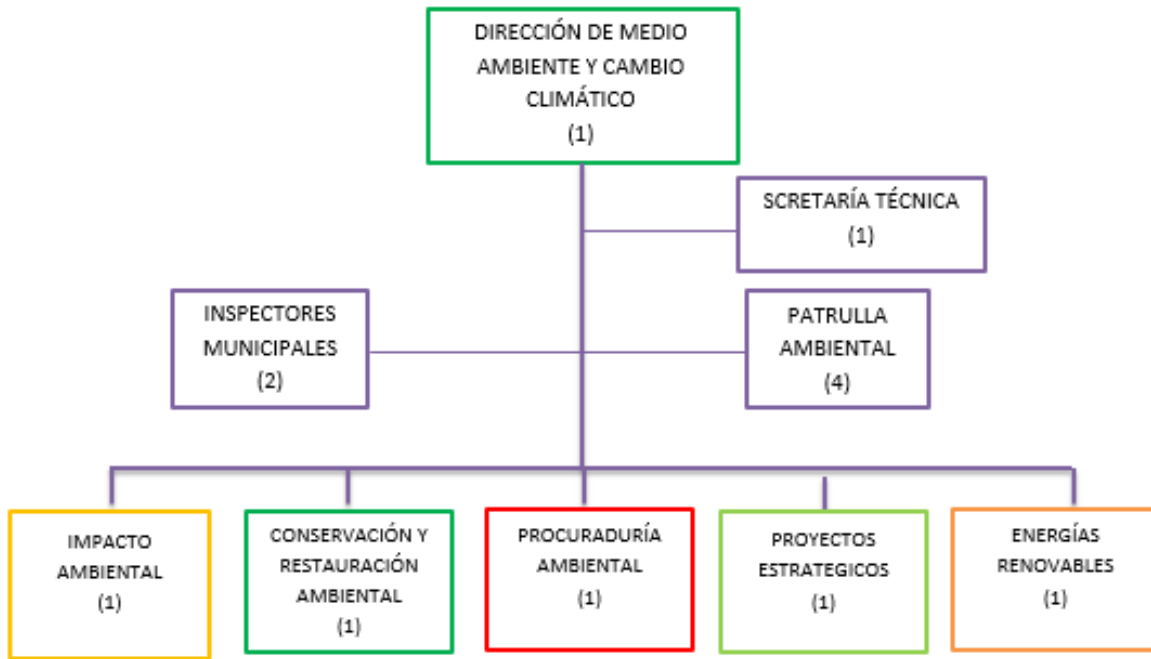 DIRECCIÓN DE MEDIO
AMBIENTE Y CAMBIO
CLIMÁTICO
(1)
SCRETARÍA TÉCNICA
(1)
INSPECTORES
MUNICIPALES
(2)
PATRULLA
AMBIENTAL
(4)
IMPACTO
AMBIENTAL
(1)
CONSERVACIÓN Y
RESTAURACIÓN
AMBIENTAL
(1)
PROCURADURÍA
AMBIENTAL
(1)
PROYECTOS
ESTRATEGICOS
(1)
ENERGÍAS
RENOVABLES
(1)